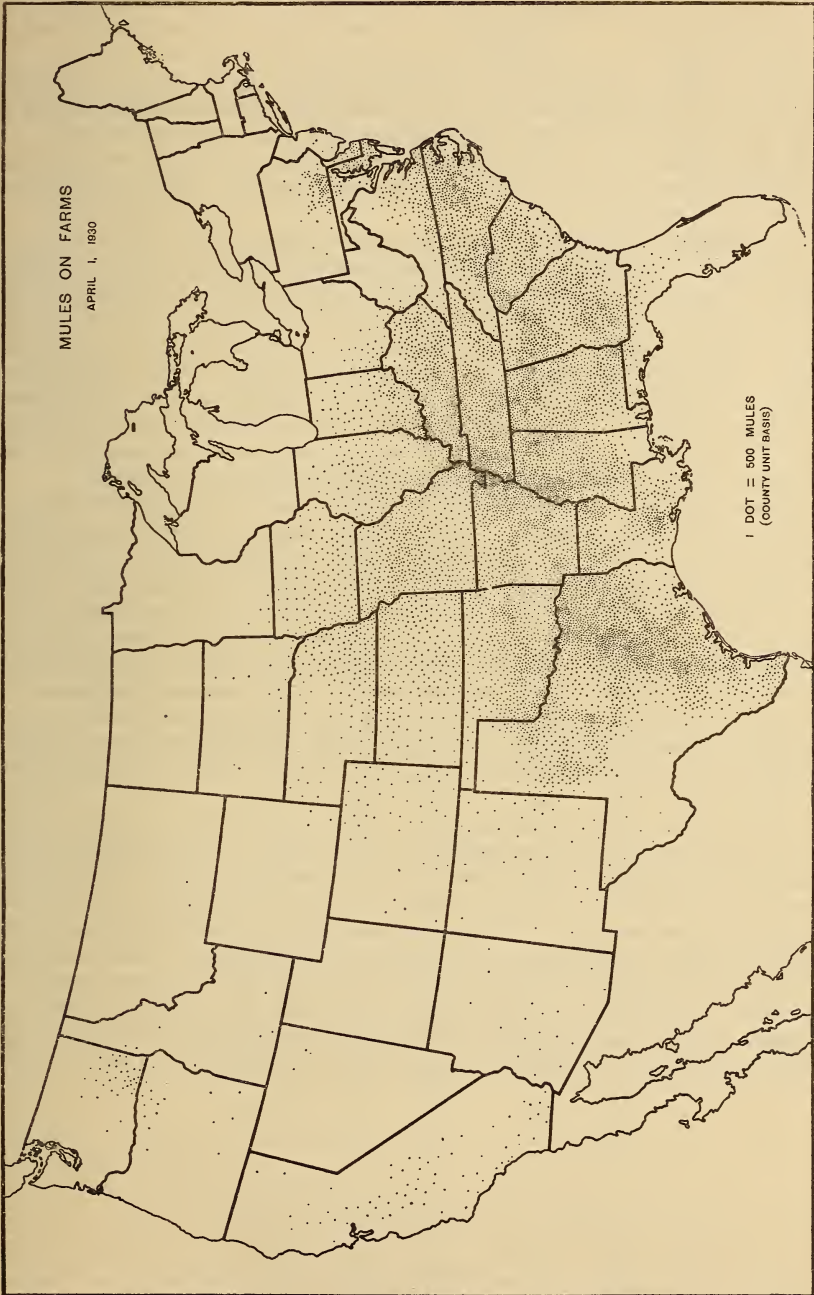 MULES ON FARMS
APRIL 1, 1930
1 DOT = 500 MULES
(COUNTY UNIT BASIS)